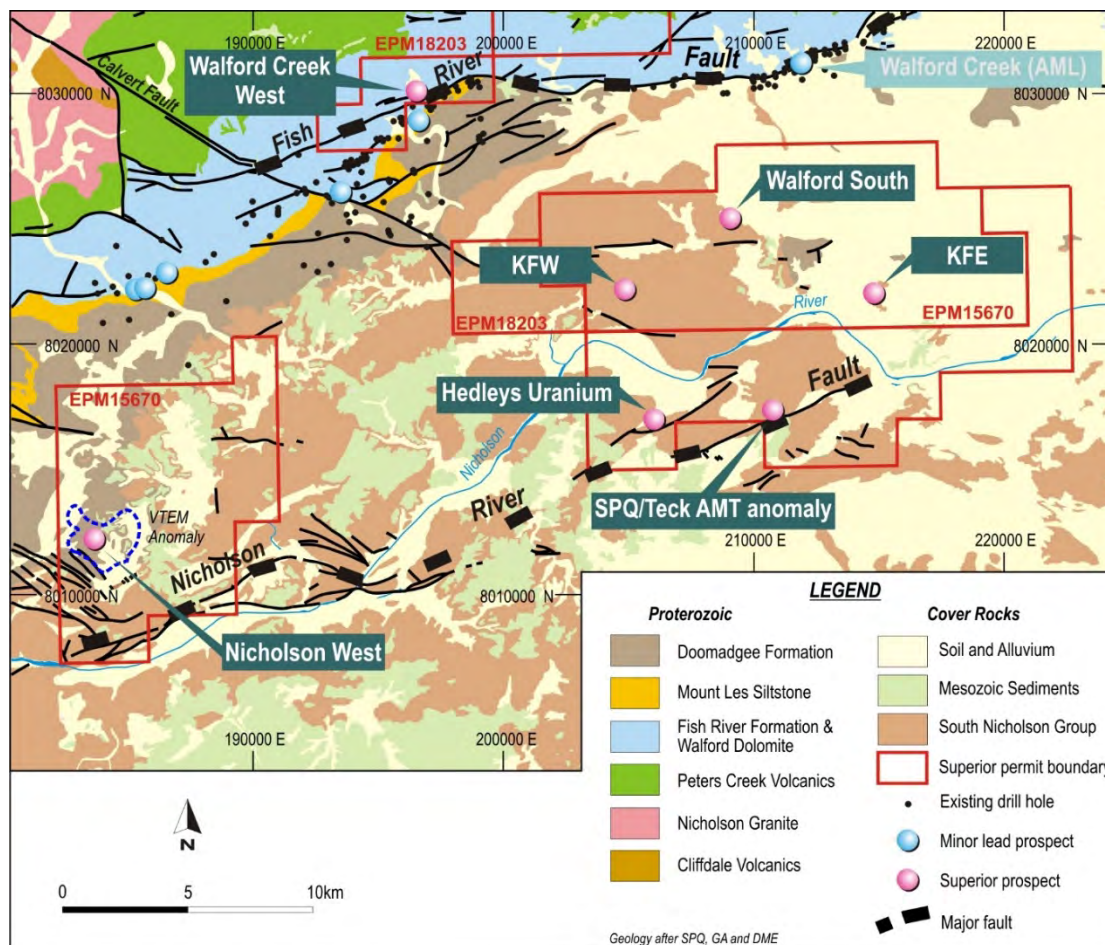 190000 E
200000 E
210000 E
220000 E
EPM18203
Walford Creek
West
River
Fault
Walford Creek (AML)
Calvert Fault
8030000 N
8030000 N
Fish
Walford South
KFW
KFE
River
EPM18203
EPM15670
8020000 N
8020000 N
EPM15670
Hedleys Uranium
Fault
Nicholson
SPQ/Teck AMT anomaly
River
VTEM
Anomaly
210000 E
220000 E
Nicholson
8010000 N
8010000 N
Nicholson West
190000 E
200000 E
LEGEND
Proterozoic
Doomadgee Formation
Mount Les Siltstone
Fish River Formation &
Walford Dolomite
Peters Creek Volcanics
Nicholson Granite
Cliffdale Volcanics
Cover Rocks
Soil and Alluvium
Mesozoic Sediments
South Nicholson Group
Superior permit boundary
Existing drill hole
Minor lead prospect
Superior prospect
Major fault
N
0 5 10km
Geology after SPQ, GA and DME